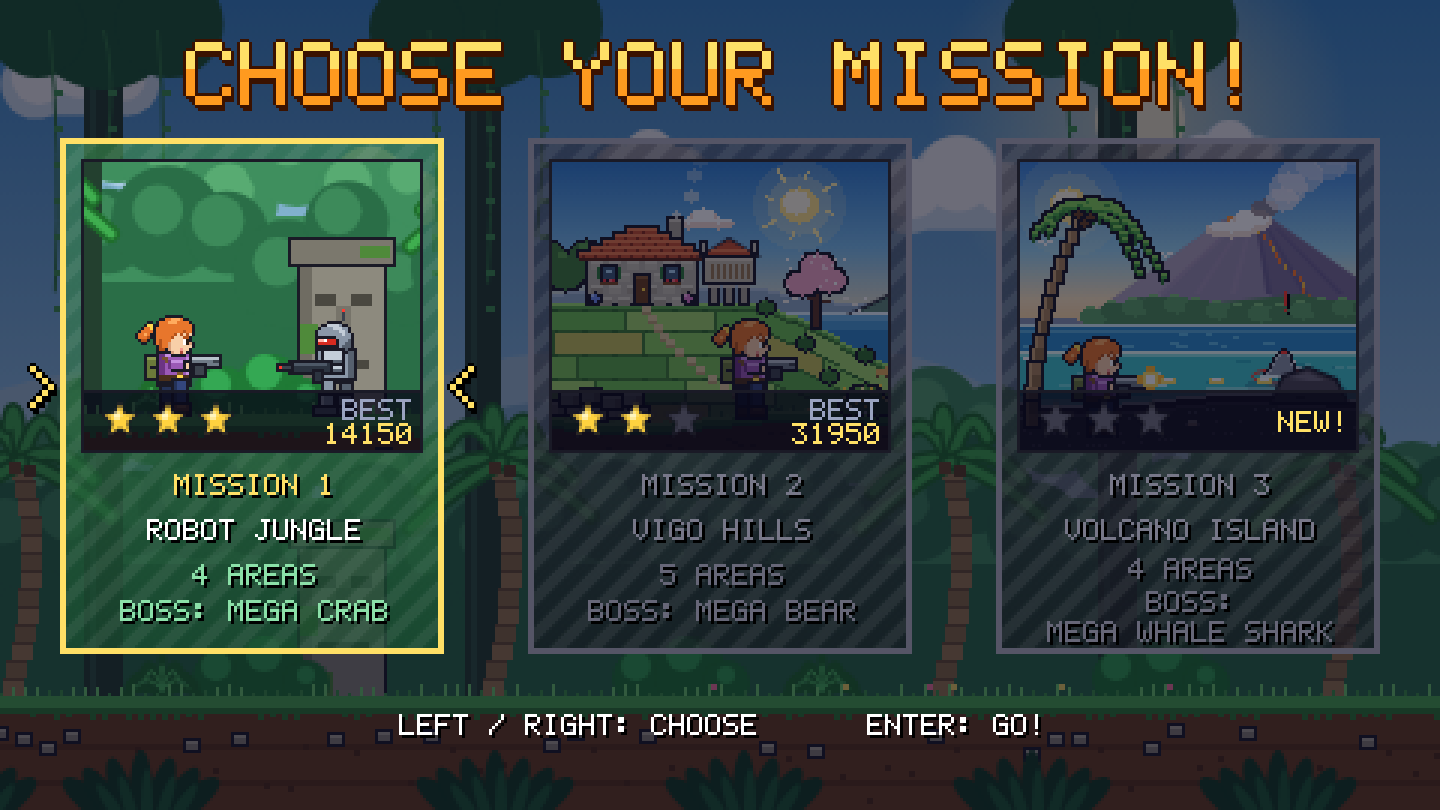 CHOOSE YOUR MISSION!
BEST
14150
MISSION 1
ROBOT JUNGLE
4 AREAS
BOSS: MEGA CRAB
BEST
31950
MISSION 2
VIGO HILLS
5 AREAS
BOSS: MEGA BEAR
NEW!
MISSION 3
VOLCANO ISLAND
4 AREAS
BOSS:
MEGA WHALE SHARK
LEFT / RIGHT: CHOOSE ENTER: GO!